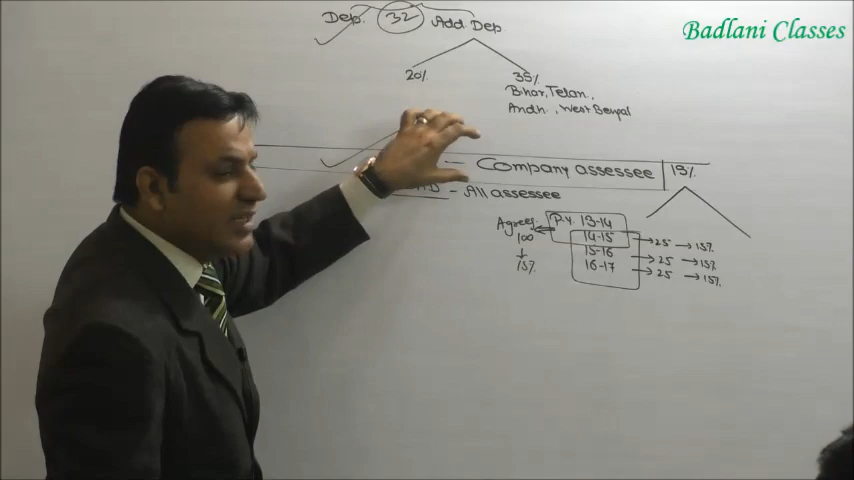 Badlani Classes
Dep. 32 Add Dep.
20% 35%
Bihar, Telan.,
Andh., West Bengal
- Company assessee 15%
- All assessee
Agree. P.Y. 13-14
100 14-15 → 25 → 15%
15-16 → 25 → 15%
15% 16-17 → 25 → 15%